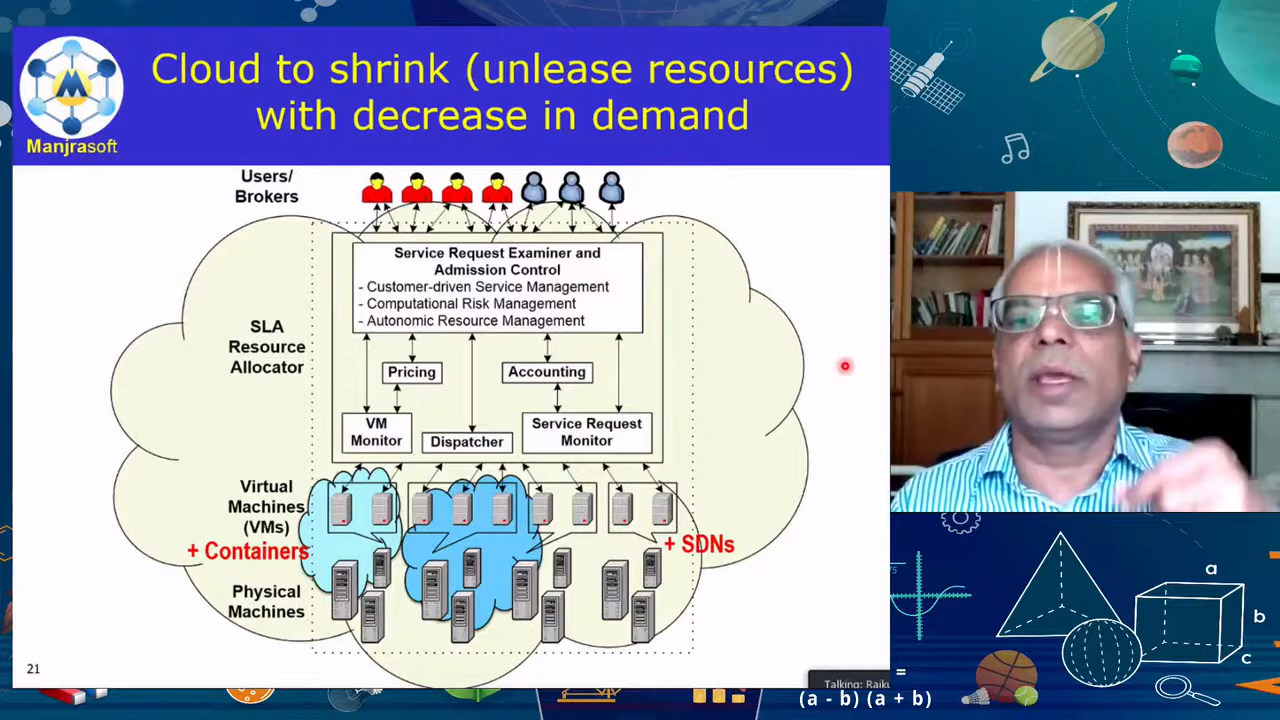 Cloud to shrink (unlease resources)
with decrease in demand
M
Manjrasoft
Users/
Brokers
Service Request Examiner and
Admission Control
- Customer-driven Service Management
- Computational Risk Management
- Autonomic Resource Management
SLA
Resource
Allocator
Pricing
Accounting
VM
Monitor
Dispatcher
Service Request
Monitor
Virtual
Machines
(VMs)
+ Containers
+ SDNs
Physical
Machines
21
Talking:
a
b
c
=
(a - b) (a + b)